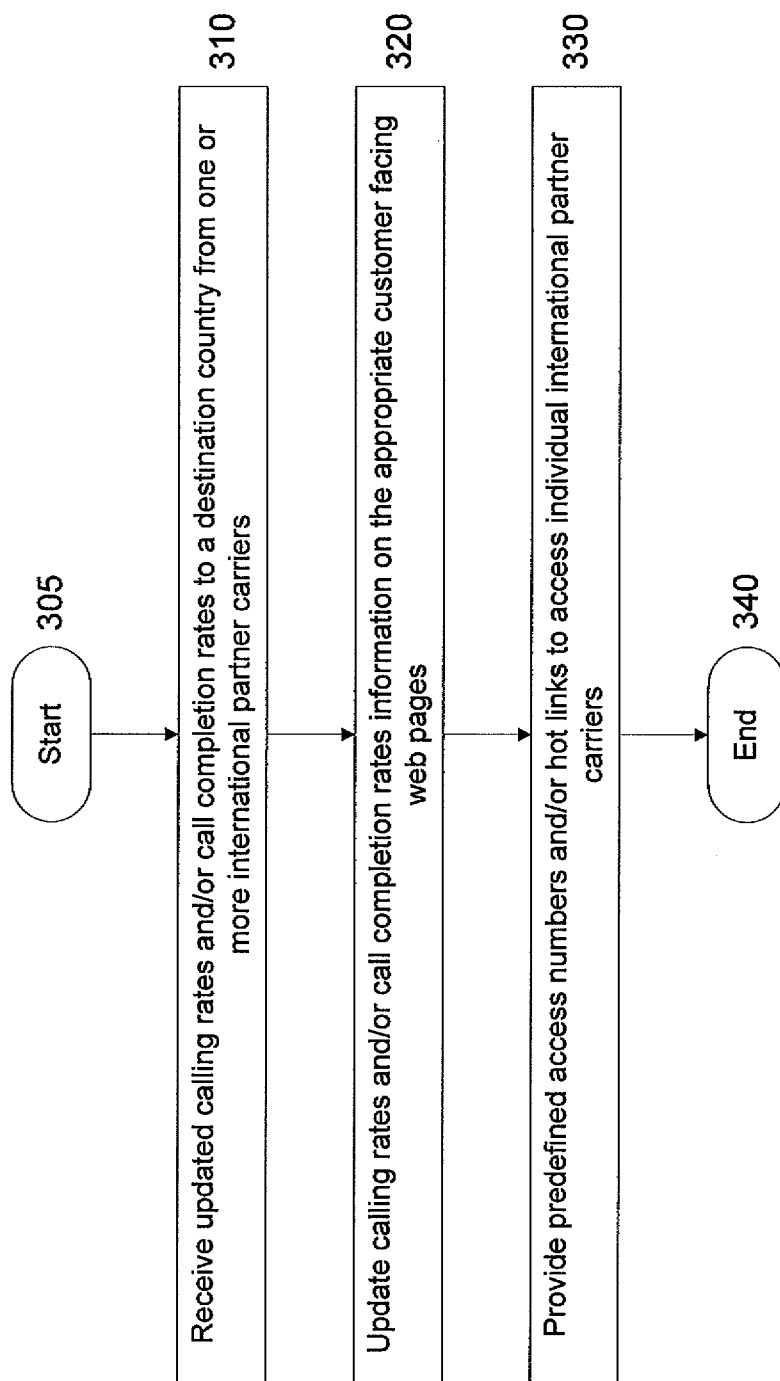 Start
305
Receive updated calling rates and/or call completion rates to a destination country from one or
more international partner carriers
310
Update calling rates and/or call completion rates information on the appropriate customer facing
web pages
320
Provide predefined access numbers and/or hot links to access individual international partner
carriers
330
End
340